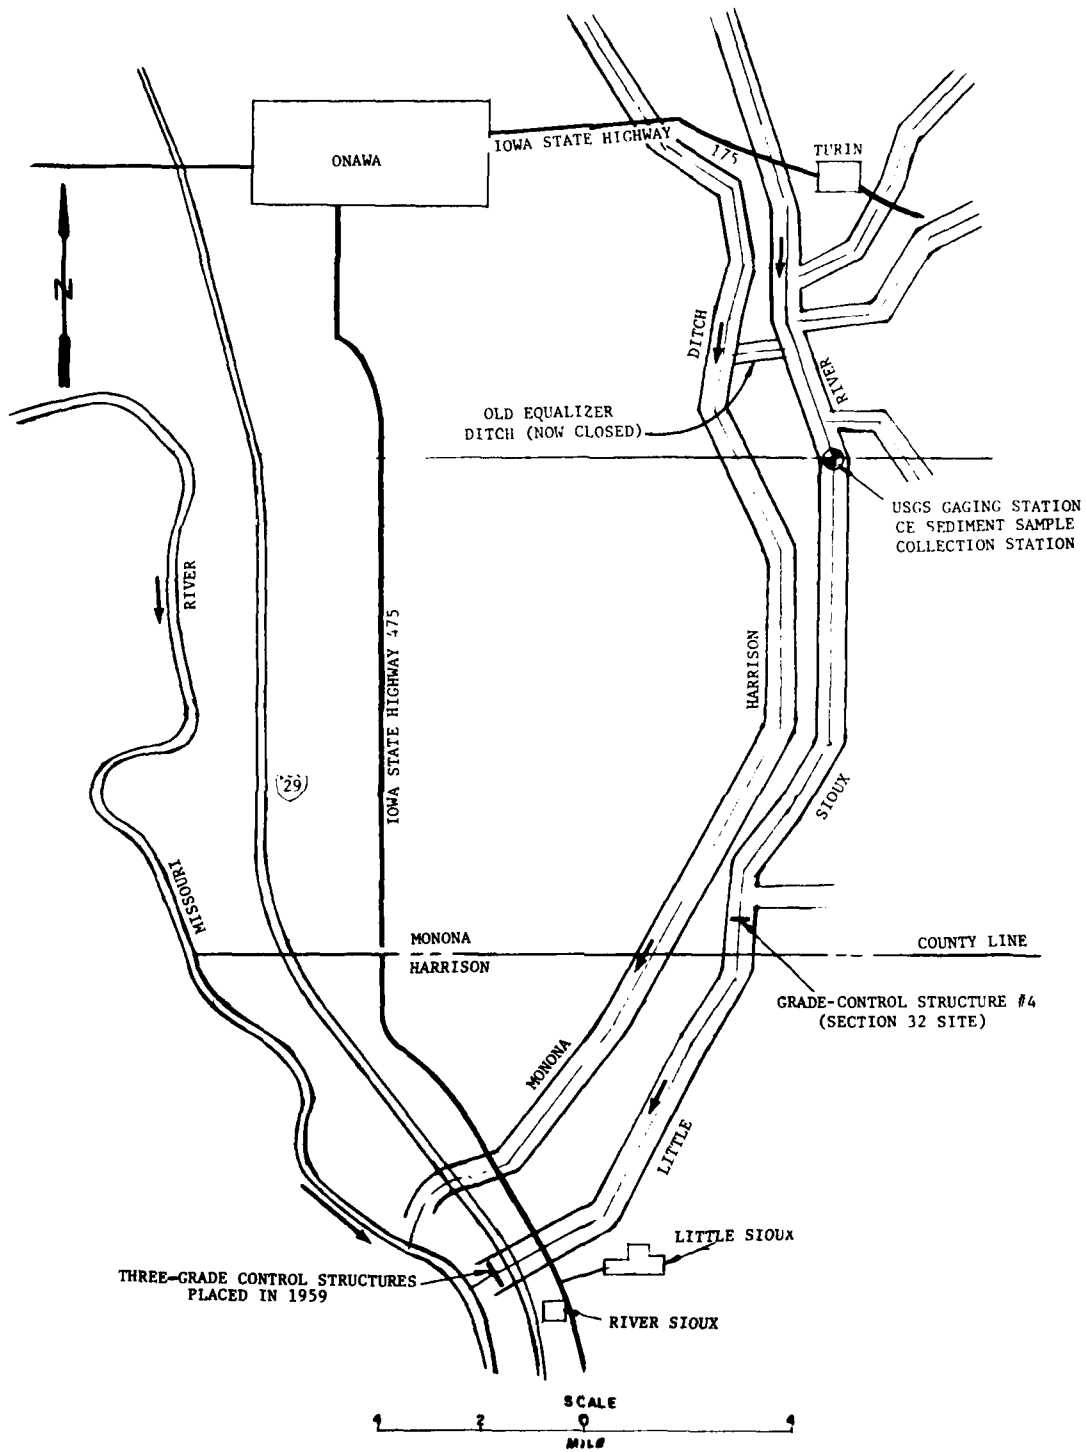 ONAWA
IOWA STATE HIGHWAY 175
TURIN
N
DITCH
RIVER
OLD EQUALIZER
DITCH (NOW CLOSED)
USGS GAGING STATION
CE SEDIMENT SAMPLE
COLLECTION STATION
RIVER
IOWA STATE HIGHWAY 475
HARRISON
29
SIOUX
MISSOURI
MONONA
HARRISON
COUNTY LINE
GRADE-CONTROL STRUCTURE #4
(SECTION 32 SITE)
MONONA
LITTLE
LITTLE SIOUX
THREE-GRADE CONTROL STRUCTURES
PLACED IN 1959
RIVER SIOUX
SCALE
4 2 0 4
MILE